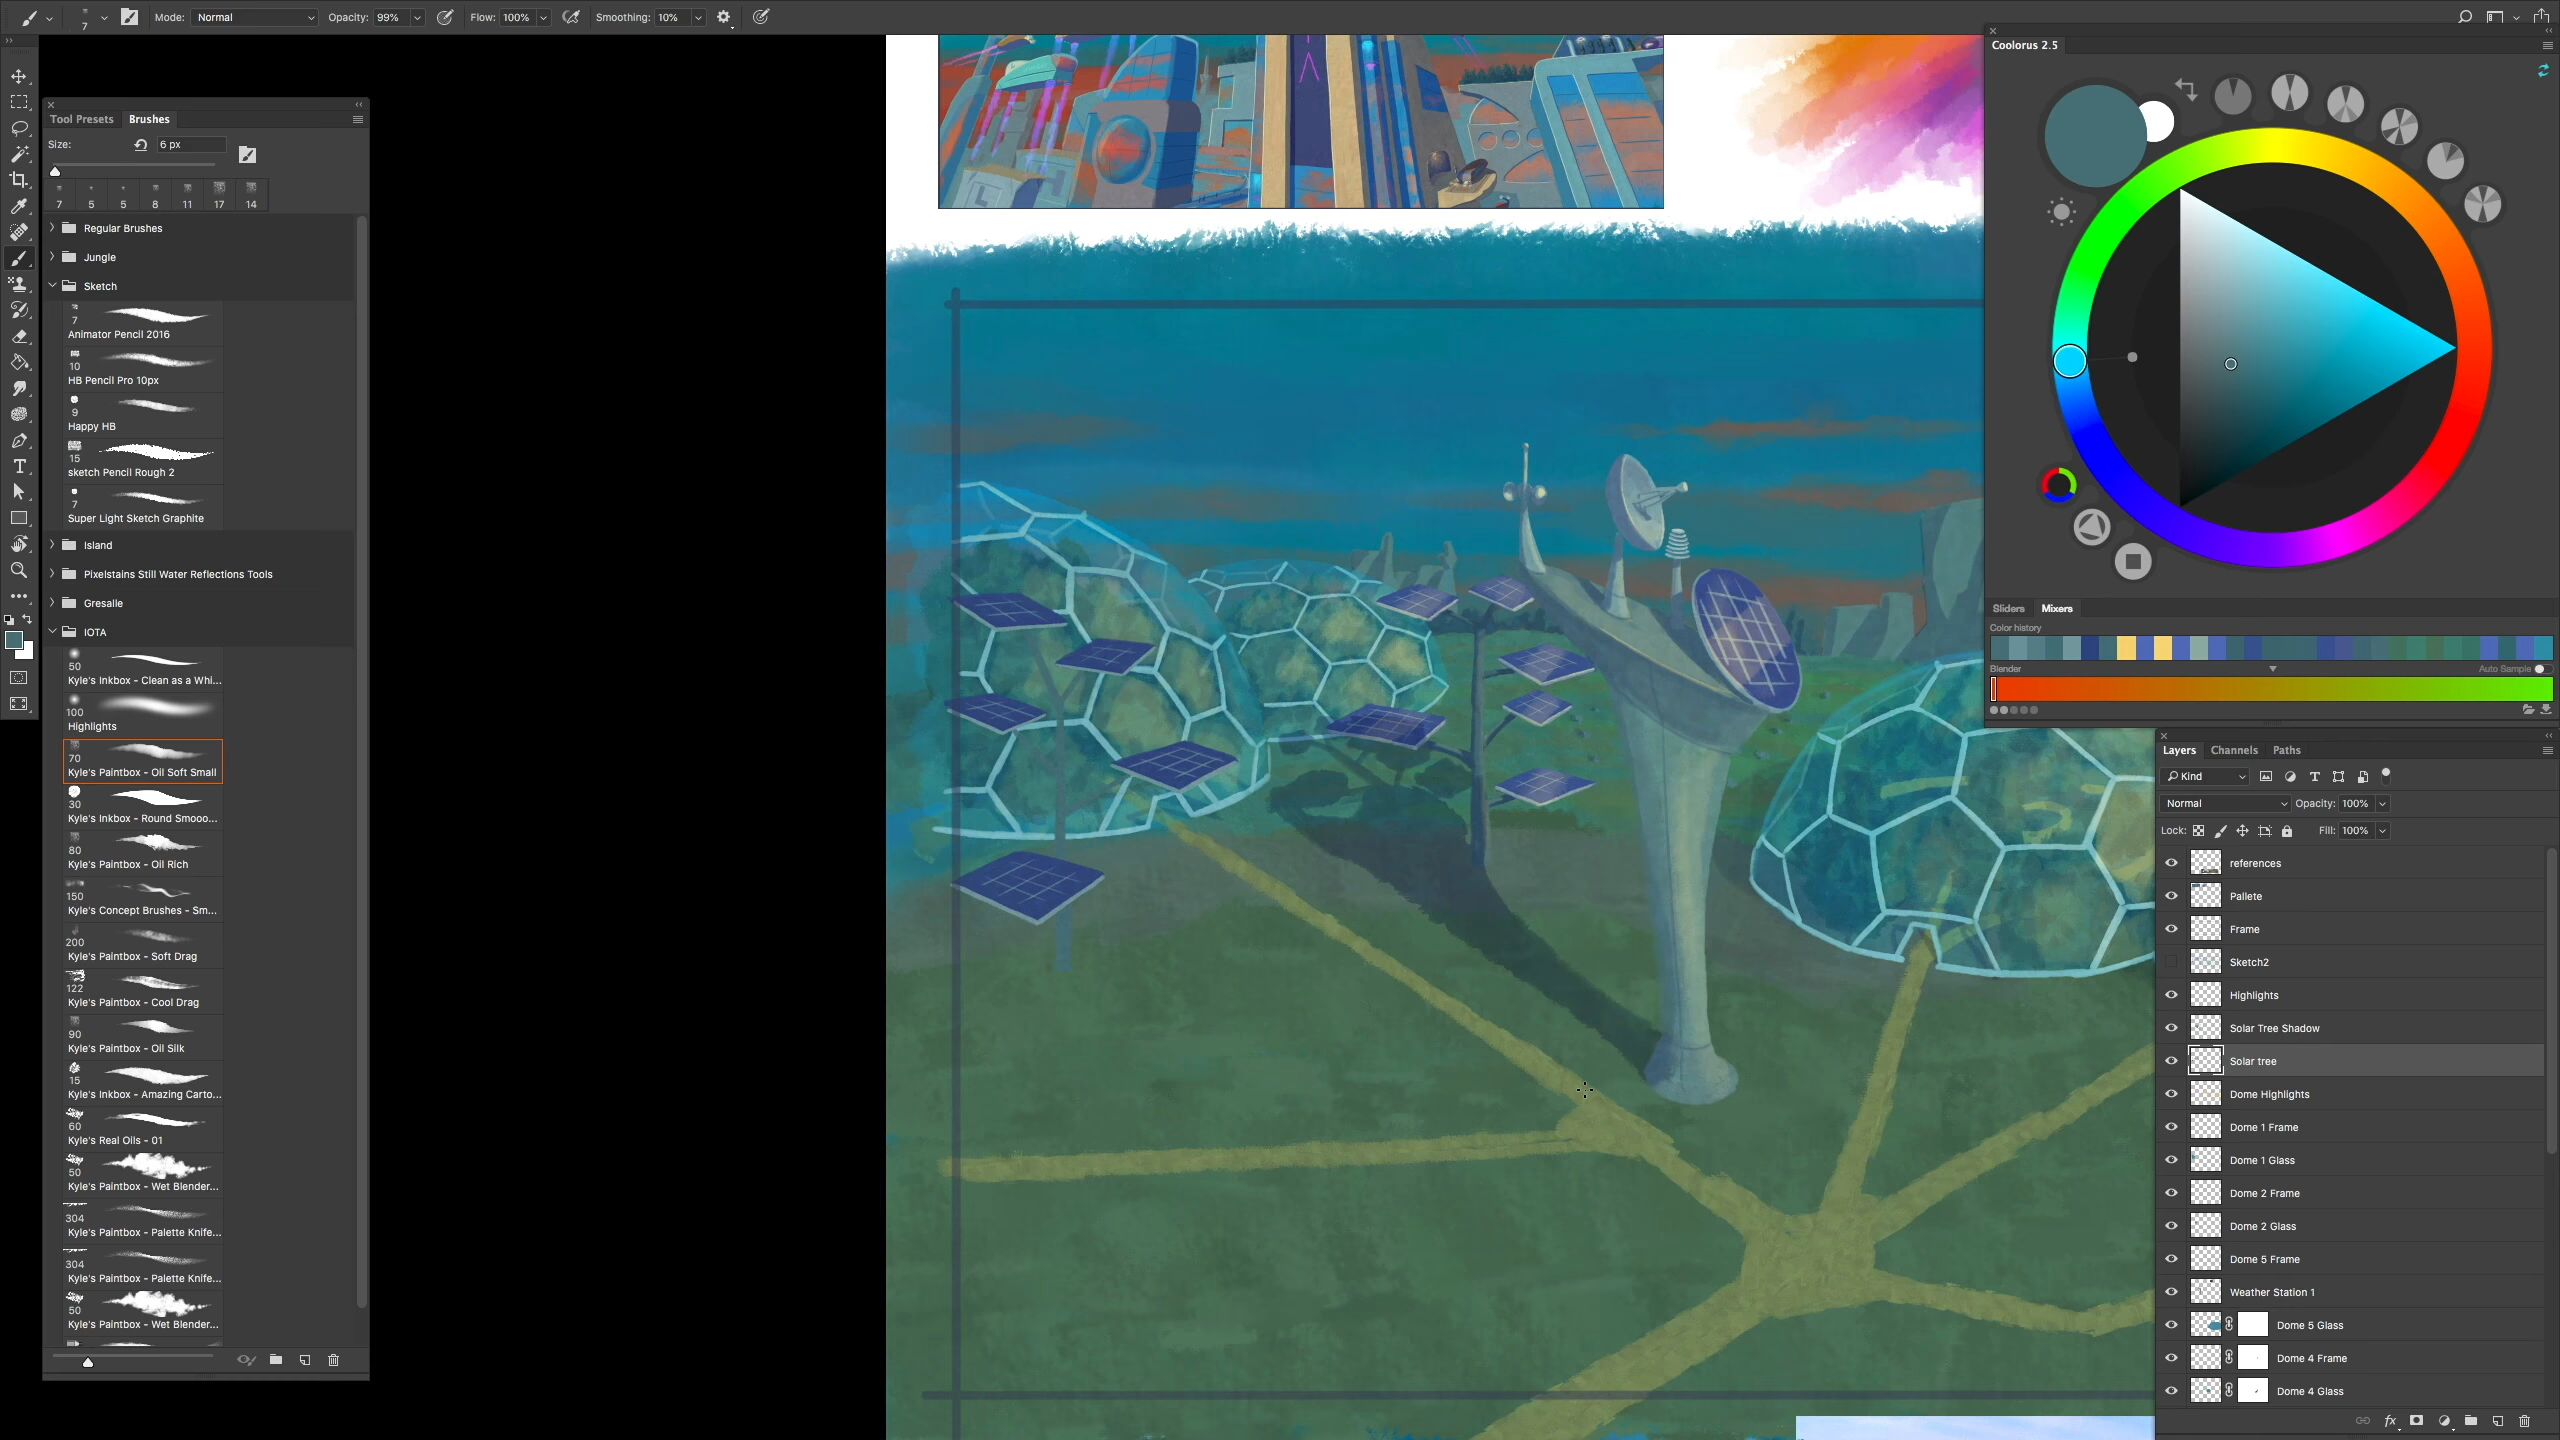 7
Mode:
Normal
Opacity:
99%
Flow:
100%
Smoothing:
10%
Tool Presets
Brushes
Size:
6 px
7
5
5
8
11
17
14
Regular Brushes
Jungle
Sketch
7
Animator Pencil 2016
10
HB Pencil Pro 10px
9
Happy HB
15
sketch Pencil Rough 2
7
Super Light Sketch Graphite
Island
Pixelstains Still Water Reflections Tools
Gresalle
IOTA
50
Kyle's Inkbox - Clean as a Whi...
100
Highlights
70
Kyle's Paintbox - Oil Soft Small
30
Kyle's Inkbox - Round Smooo...
80
Kyle's Paintbox - Oil Rich
150
Kyle's Concept Brushes - Sm...
200
Kyle's Paintbox - Soft Drag
122
Kyle's Paintbox - Cool Drag
90
Kyle's Paintbox - Oil Silk
15
Kyle's Inkbox - Amazing Carto...
60
Kyle's Real Oils - 01
50
Kyle's Paintbox - Wet Blender...
304
Kyle's Paintbox - Palette Knife...
304
Kyle's Paintbox - Palette Knife...
50
Kyle's Paintbox - Wet Blender...
Coolorus 2.5
Sliders
Mixers
Color history
Blender
Auto Sample
Layers
Channels
Paths
Kind
Normal
Opacity:
100%
Lock:
Fill:
100%
references
Pallete
Frame
Sketch2
Highlights
Solar Tree Shadow
Solar tree
Dome Highlights
Dome 1 Frame
Dome 1 Glass
Dome 2 Frame
Dome 2 Glass
Dome 5 Frame
Weather Station 1
Dome 5 Glass
Dome 4 Frame
Dome 4 Glass
fx